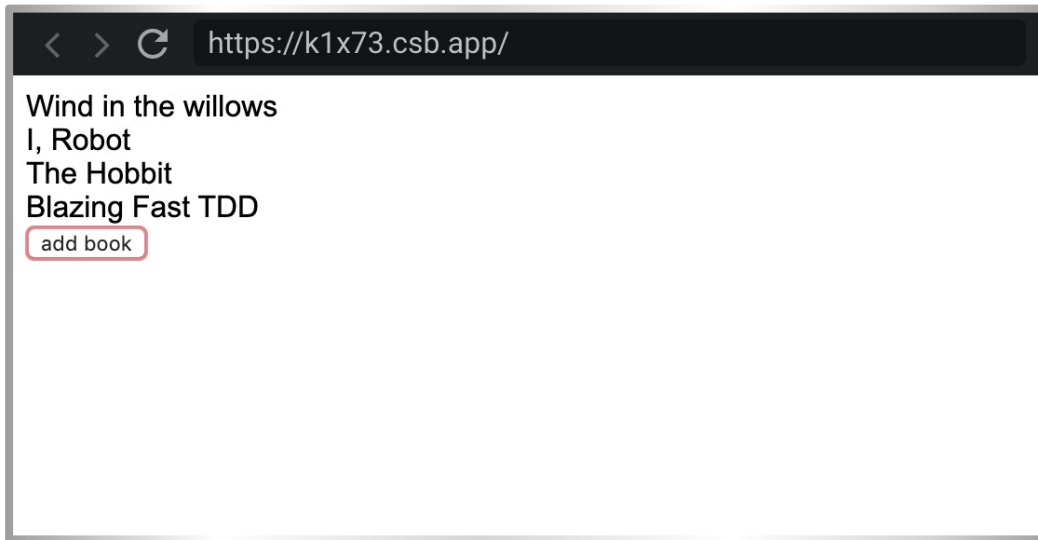 https://k1x73.csb.app/
Wind in the willows
I, Robot
The Hobbit
Blazing Fast TDD
add book